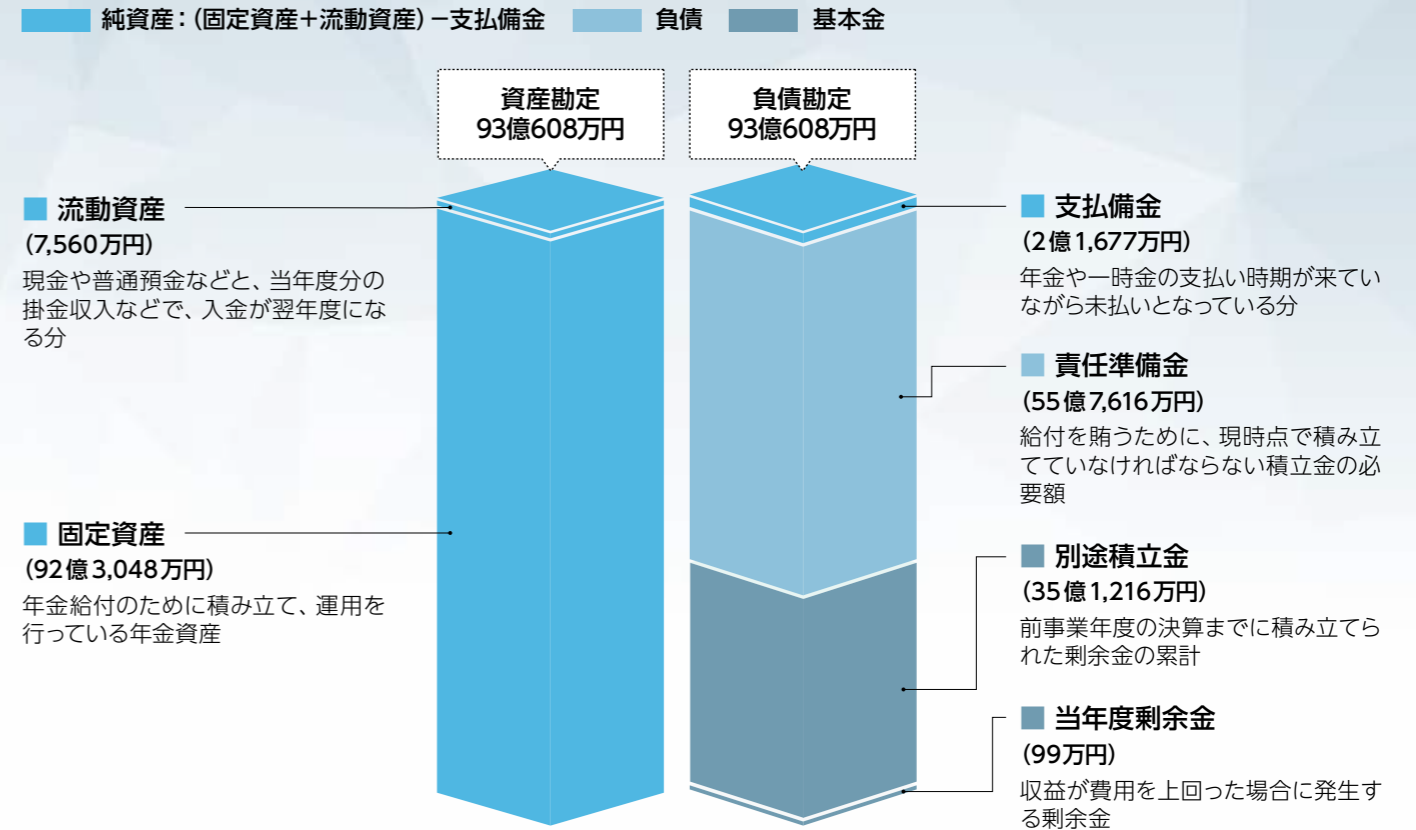 純資産：（固定資産＋流動資産）－支払備金
負債
基本金
資産勘定
93億608万円
負債勘定
93億608万円
流動資産
（7,560万円）
現金や普通預金などと、当年度分の
掛金収入などで、入金が翌年度にな
る分
固定資産
（92億3,048万円）
年金給付のために積み立て、運用を
行っている年金資産
支払備金
（2億1,677万円）
年金や一時金の支払い時期が来てい
ながら未払いとなっている分
責任準備金
（55億7,616万円）
給付を賄うために、現時点で積み立
てていなければならない積立金の必
要額
別途積立金
（35億1,216万円）
前事業年度の決算までに積み立てら
れた剰余金の累計
当年度剰余金
（99万円）
収益が費用を上回った場合に発生す
る剰余金